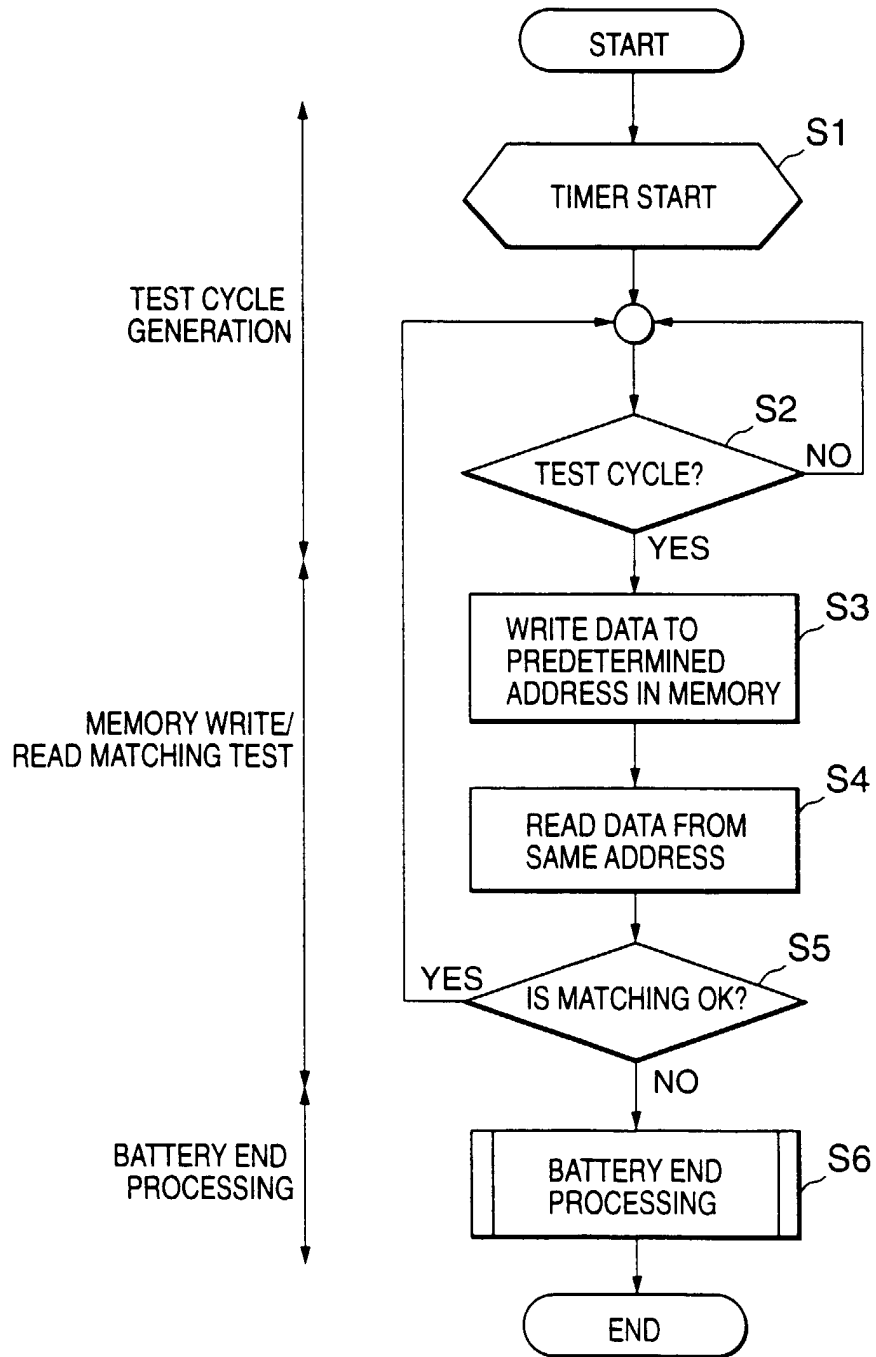 START
S1
TIMER START
TEST CYCLE
GENERATION
S2
TEST CYCLE?
NO
YES
S3
WRITE DATA TO
PREDETERMINED
ADDRESS IN MEMORY
MEMORY WRITE/
READ MATCHING TEST
S4
READ DATA FROM
SAME ADDRESS
S5
YES
IS MATCHING OK?
NO
BATTERY END
PROCESSING
S6
BATTERY END
PROCESSING
END